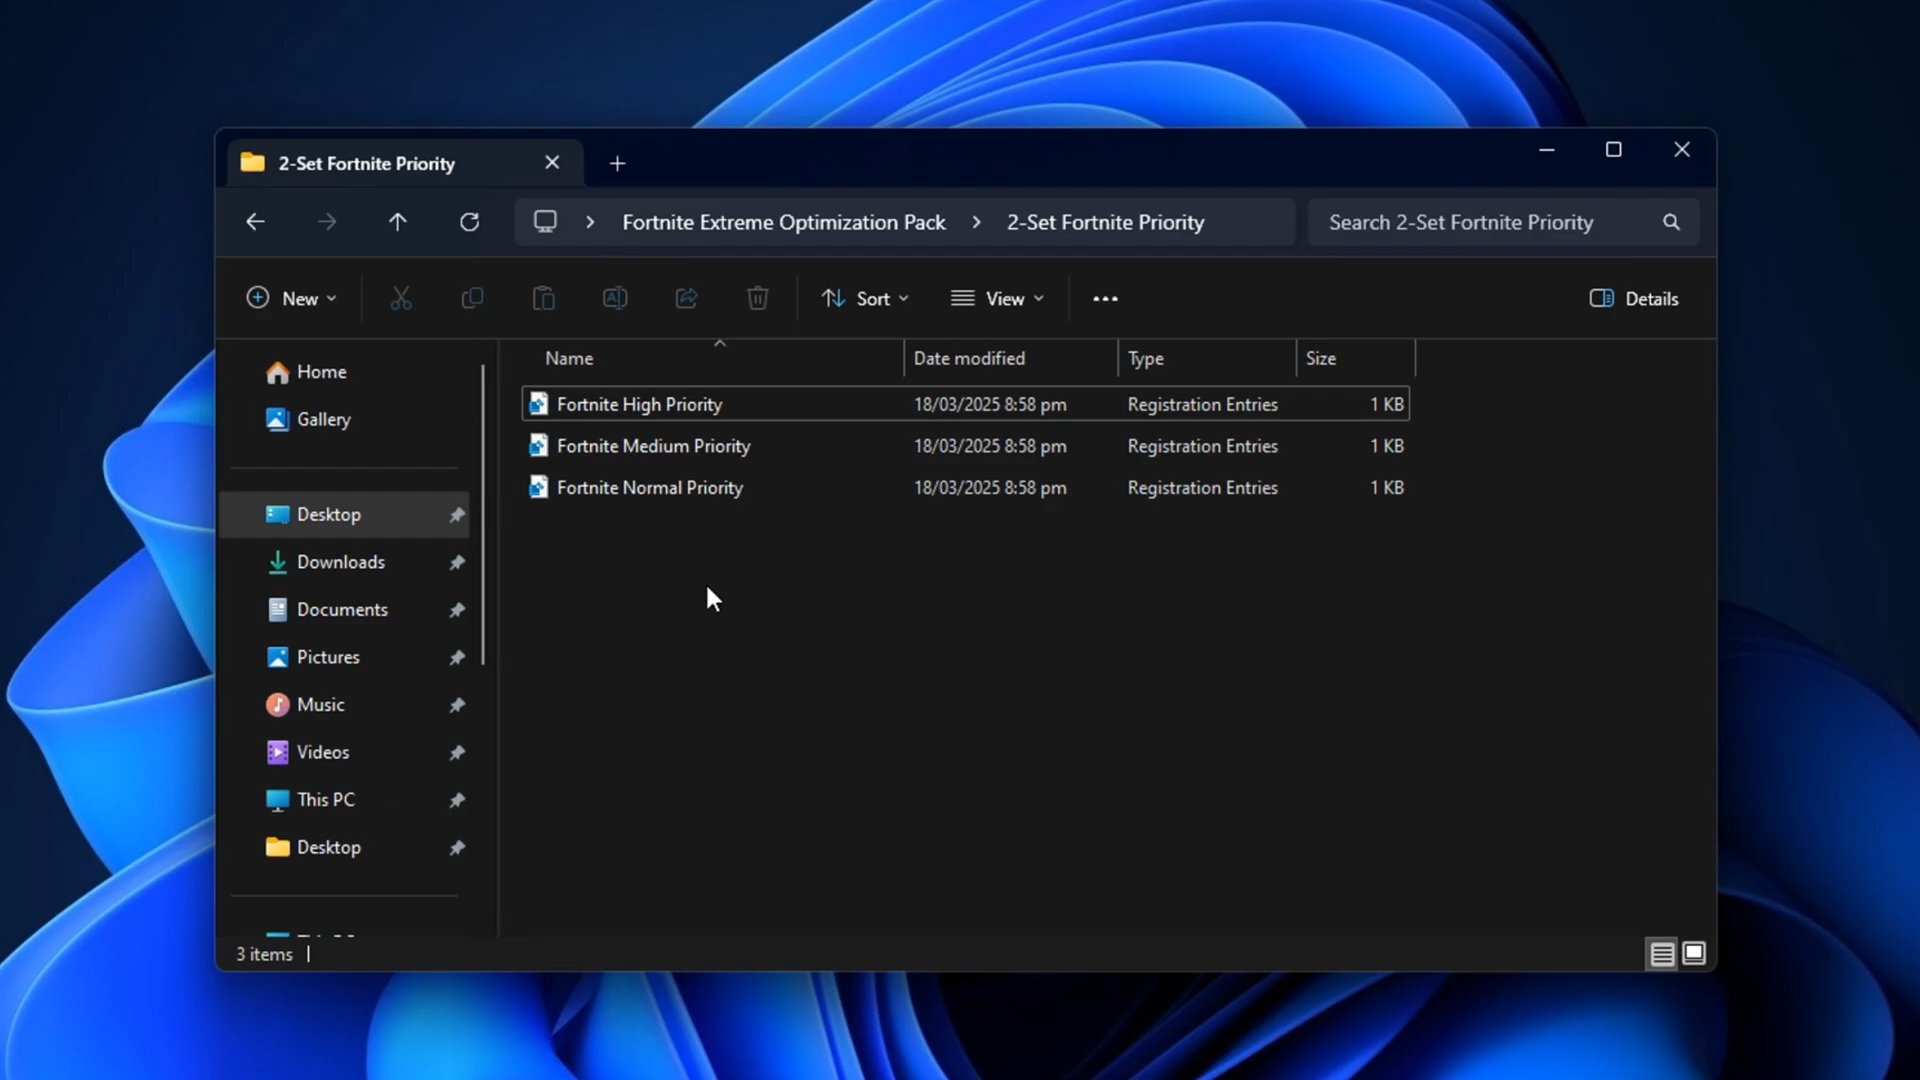 2-Set Fortnite Priority
Fortnite Extreme Optimization Pack > 2-Set Fortnite Priority
Search 2-Set Fortnite Priority
New
Sort
View
Details
Name Date modified Type Size
Fortnite High Priority 18/03/2025 8:58 pm Registration Entries 1 KB
Fortnite Medium Priority 18/03/2025 8:58 pm Registration Entries 1 KB
Fortnite Normal Priority 18/03/2025 8:58 pm Registration Entries 1 KB
Home
Gallery
Desktop
Downloads
Documents
Pictures
Music
Videos
This PC
Desktop
3 items